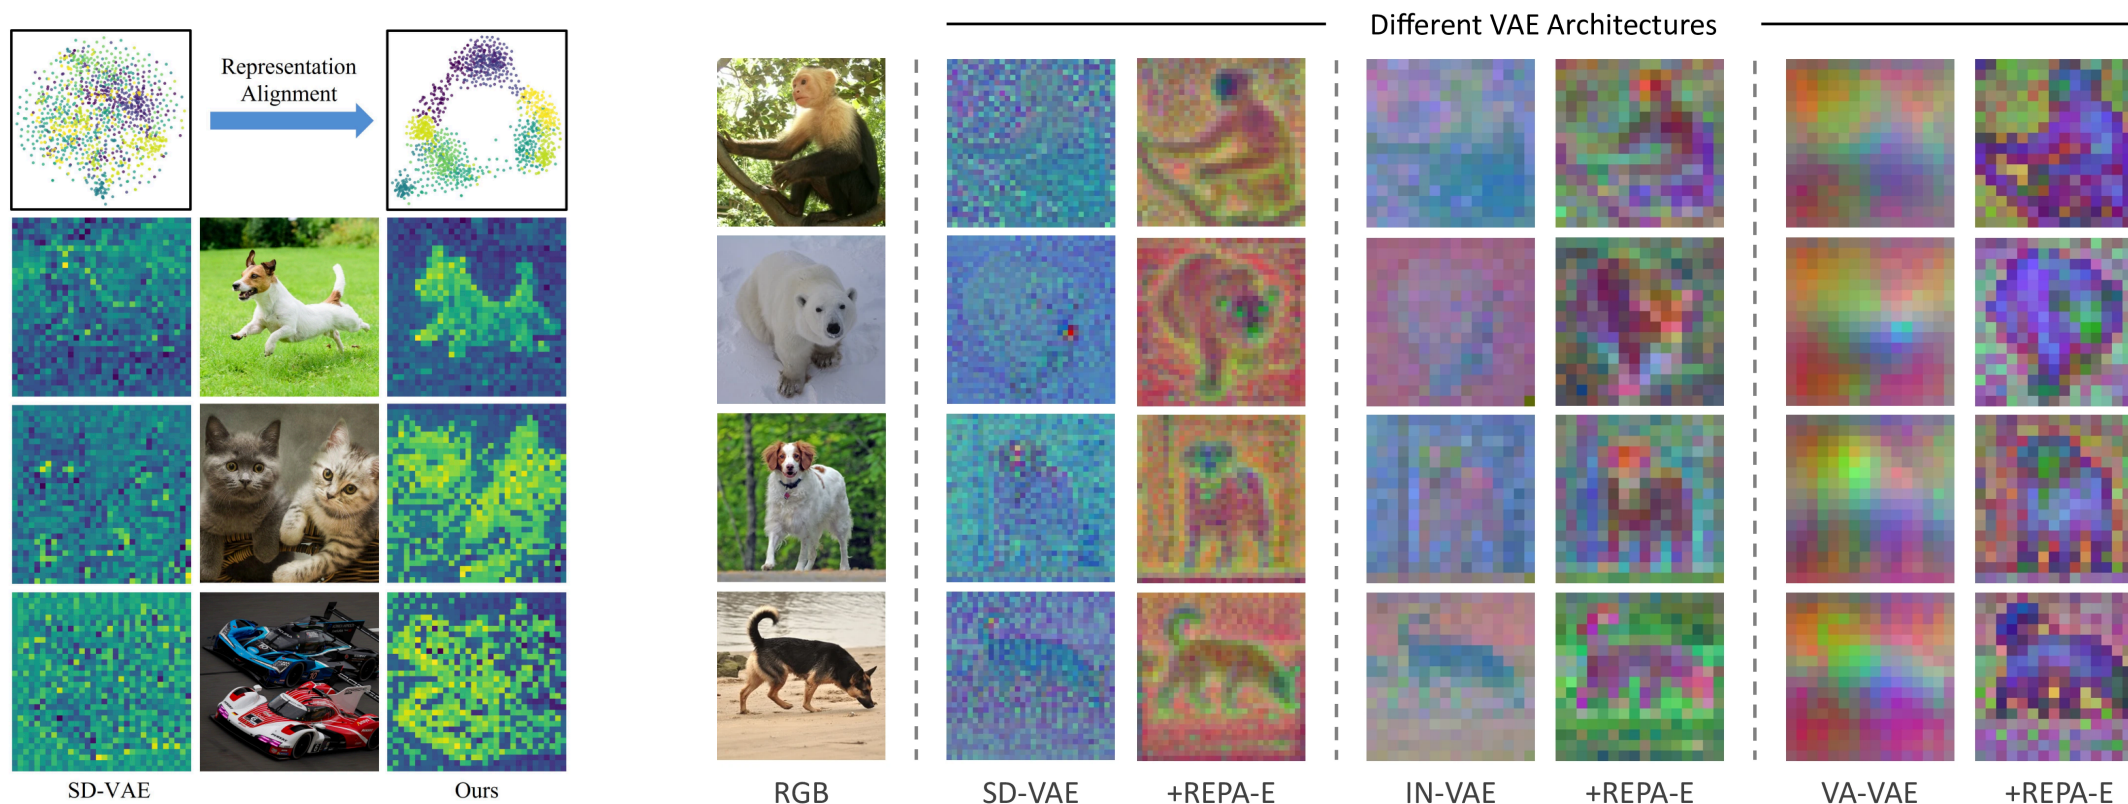 Representation
Alignment
SD-VAE
Ours
Different VAE Architectures
RGB
SD-VAE
+REPA-E
IN-VAE
+REPA-E
VA-VAE
+REPA-E